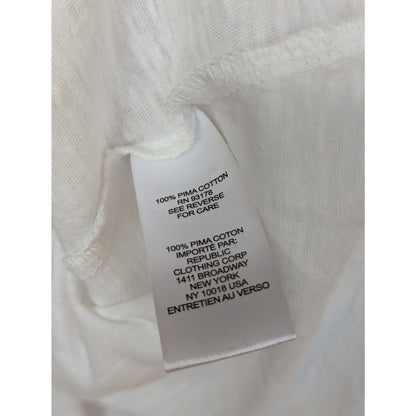 100% PIMA COTTON
RN 93178
SEE REVERSE
FOR CARE
100% PIMA COTON
IMPORTÉ PAR:
REPUBLIC
CLOTHING CORP
1411 BROADWAY
NEW YORK
NY 10018 USA
ENTRETIEN AU VERSO